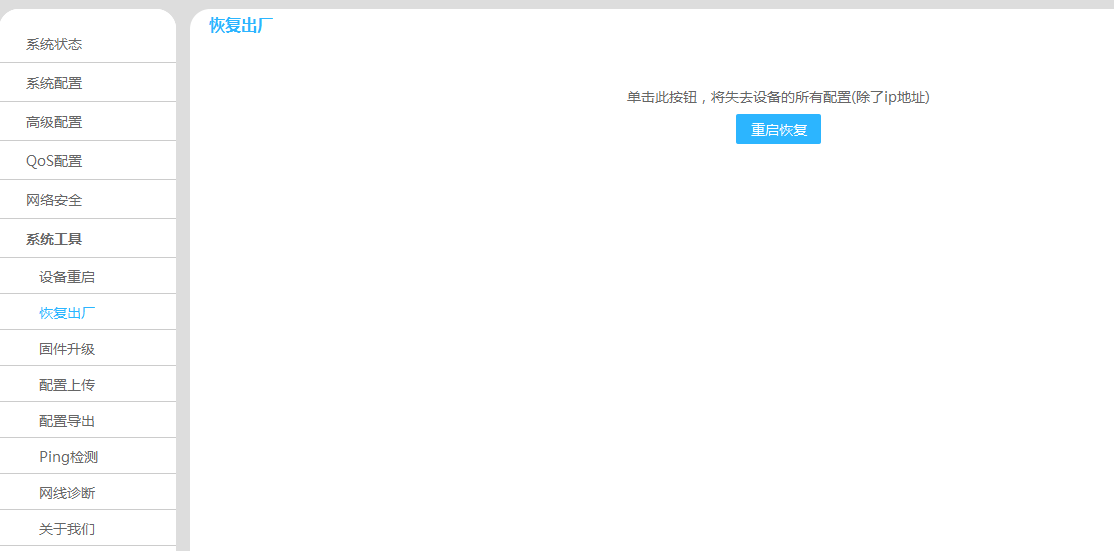 系统状态
系统配置
高级配置
QoS配置
网络安全
系统工具
设备重启
恢复出厂
固件升级
配置上传
配置导出
Ping检测
网线诊断
关于我们
恢复出厂
单击此按钮，将失去设备的所有配置(除了ip地址)
重启恢复